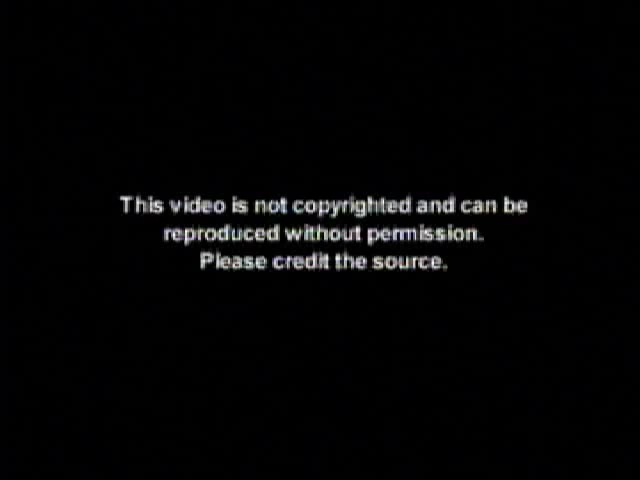 This video is not copyrighted and can be
reproduced without permission.
Please credit the source.